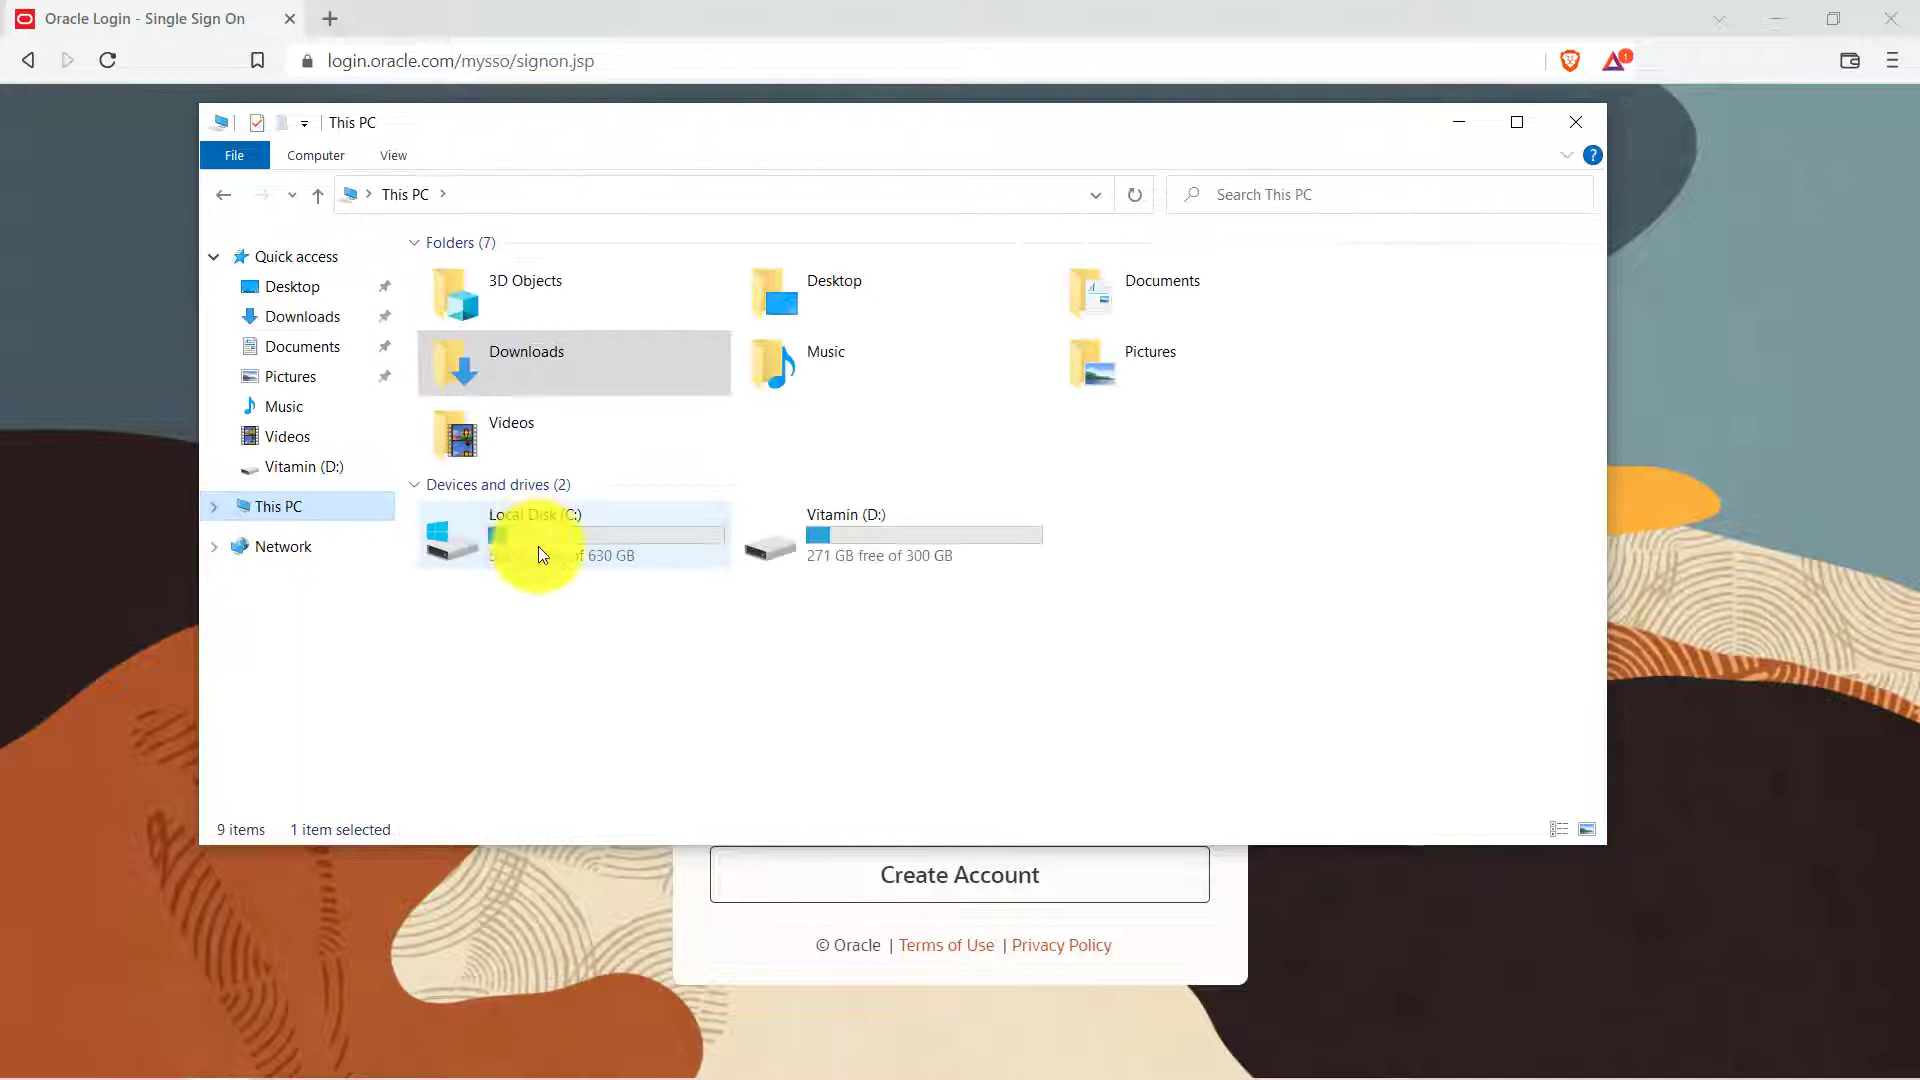 Oracle Login - Single Sign On
login.oracle.com/mysso/signon.jsp
1
This PC
File Computer View
?
This PC
Search This PC
Quick access
Desktop
Downloads
Documents
Pictures
Music
Videos
Vitamin (D:)
This PC
Network
Folders (7)
3D Objects
Desktop
Documents
Downloads
Music
Pictures
Videos
Devices and drives (2)
Local Disk (C:)
of 630 GB
Vitamin (D:)
271 GB free of 300 GB
9 items 1 item selected
Create Account
© Oracle | Terms of Use | Privacy Policy